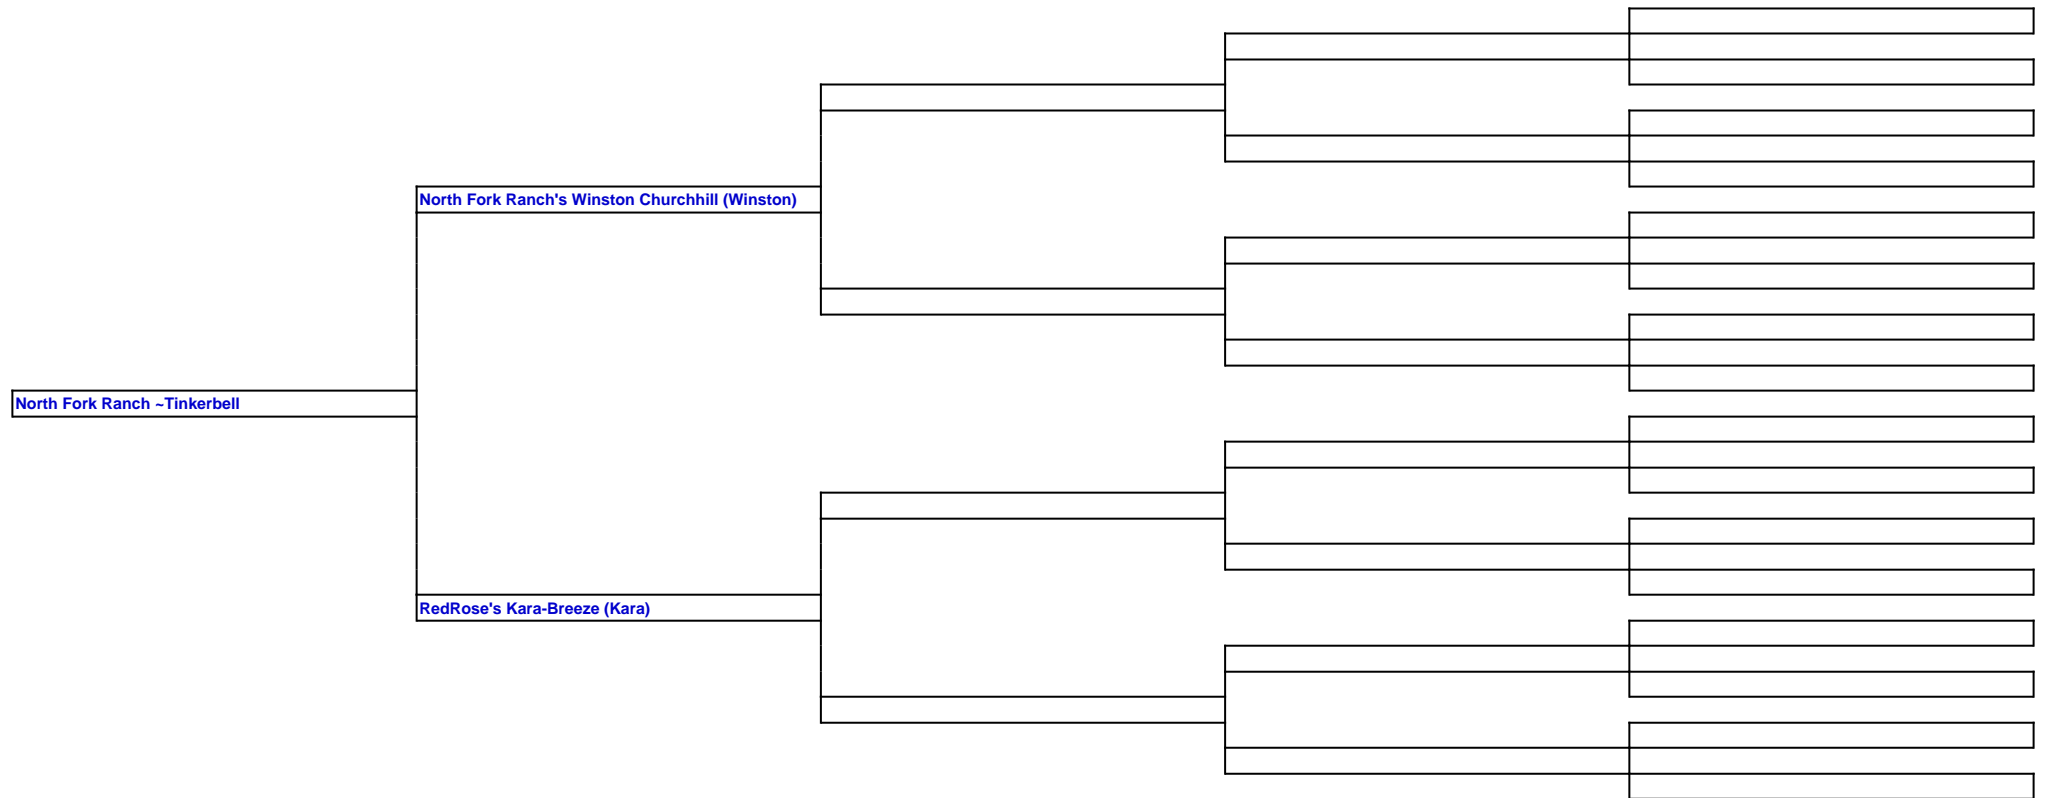 North Fork Ranch's Winston Churchhill (Winston)
North Fork Ranch ~Tinkerbell
RedRose's Kara-Breeze (Kara)